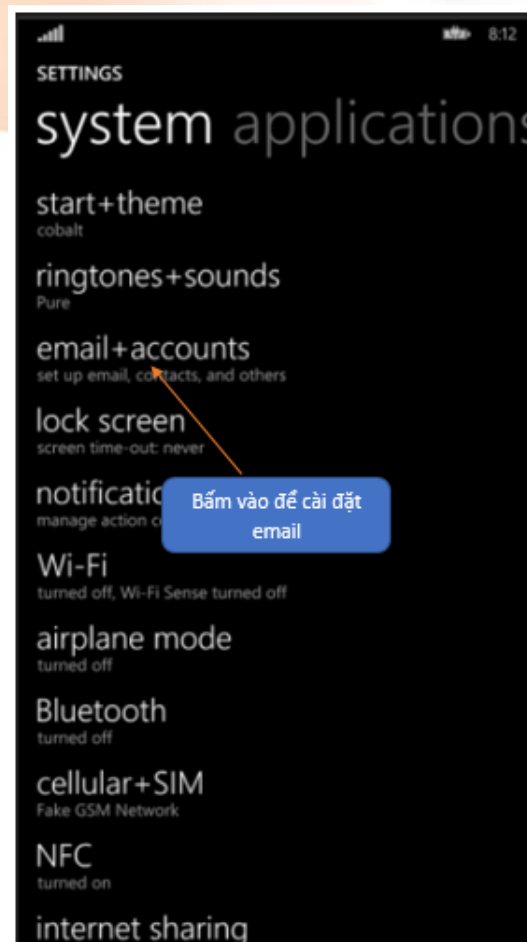 8:12
SETTINGS
system applications
start+theme
cobalt
ringtones+sounds
Pure
email+accounts
set up email, contacts, and others
lock screen
screen time-out: never
notificatic
manage action c
Bấm vào để cài đặt
email
Wi-Fi
turned off, Wi-Fi Sense turned off
airplane mode
turned off
Bluetooth
turned off
cellular+SIM
Fake GSM Network
NFC
turned on
internet sharing